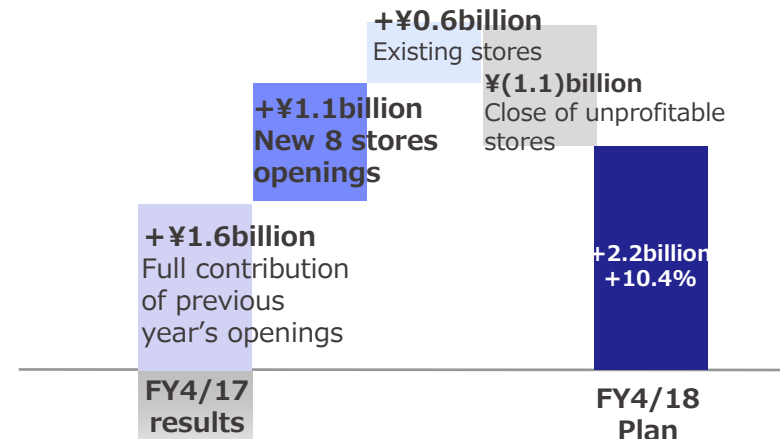 +¥0.6billion
Existing stores
¥(1.1)billion
Close of unprofitable
stores
+¥1.1billion
New 8 stores
openings
+¥1.6billion
Full contribution
of previous
year’s openings
+2.2billion
+10.4%
FY4/17
results
FY4/18
Plan